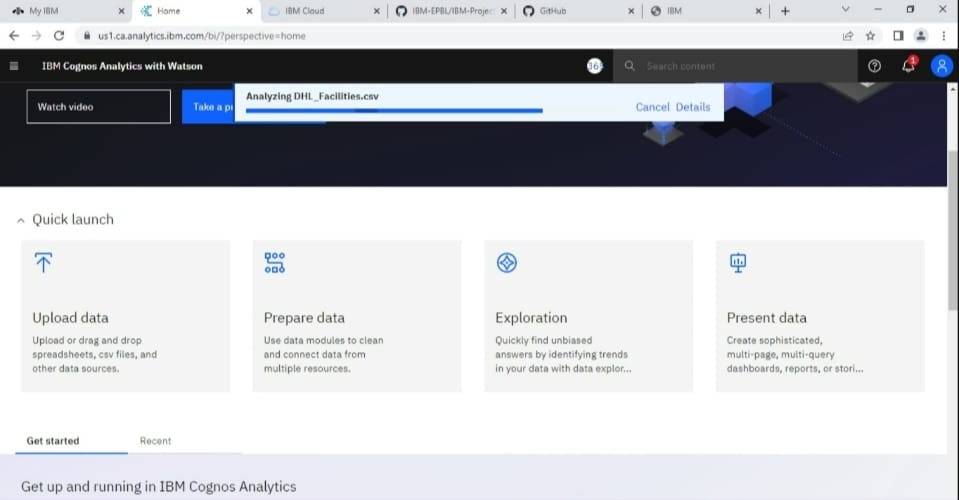 My IBM
Home
IBM Cloud
IBM-EPBL/IBM-Projec
GitHub
IBM
us1.ca.analytics.ibm.com/bi/?perspective=home
IBM Cognos Analytics with Watson
Search content
1
Watch video
Take a p
Analyzing DHL_Facilities.csv
Cancel Details
Quick launch
Upload data
Upload or drag and drop
spreadsheets, csv files, and
other data sources.
Prepare data
Use data modules to clean
and connect data from
multiple resources.
Exploration
Quickly find unbiased
answers by identifying trends
in your data with data explor...
Present data
Create sophisticated,
multi-page, multi-query
dashboards, reports, or stori...
Get started
Recent
Get up and running in IBM Cognos Analytics